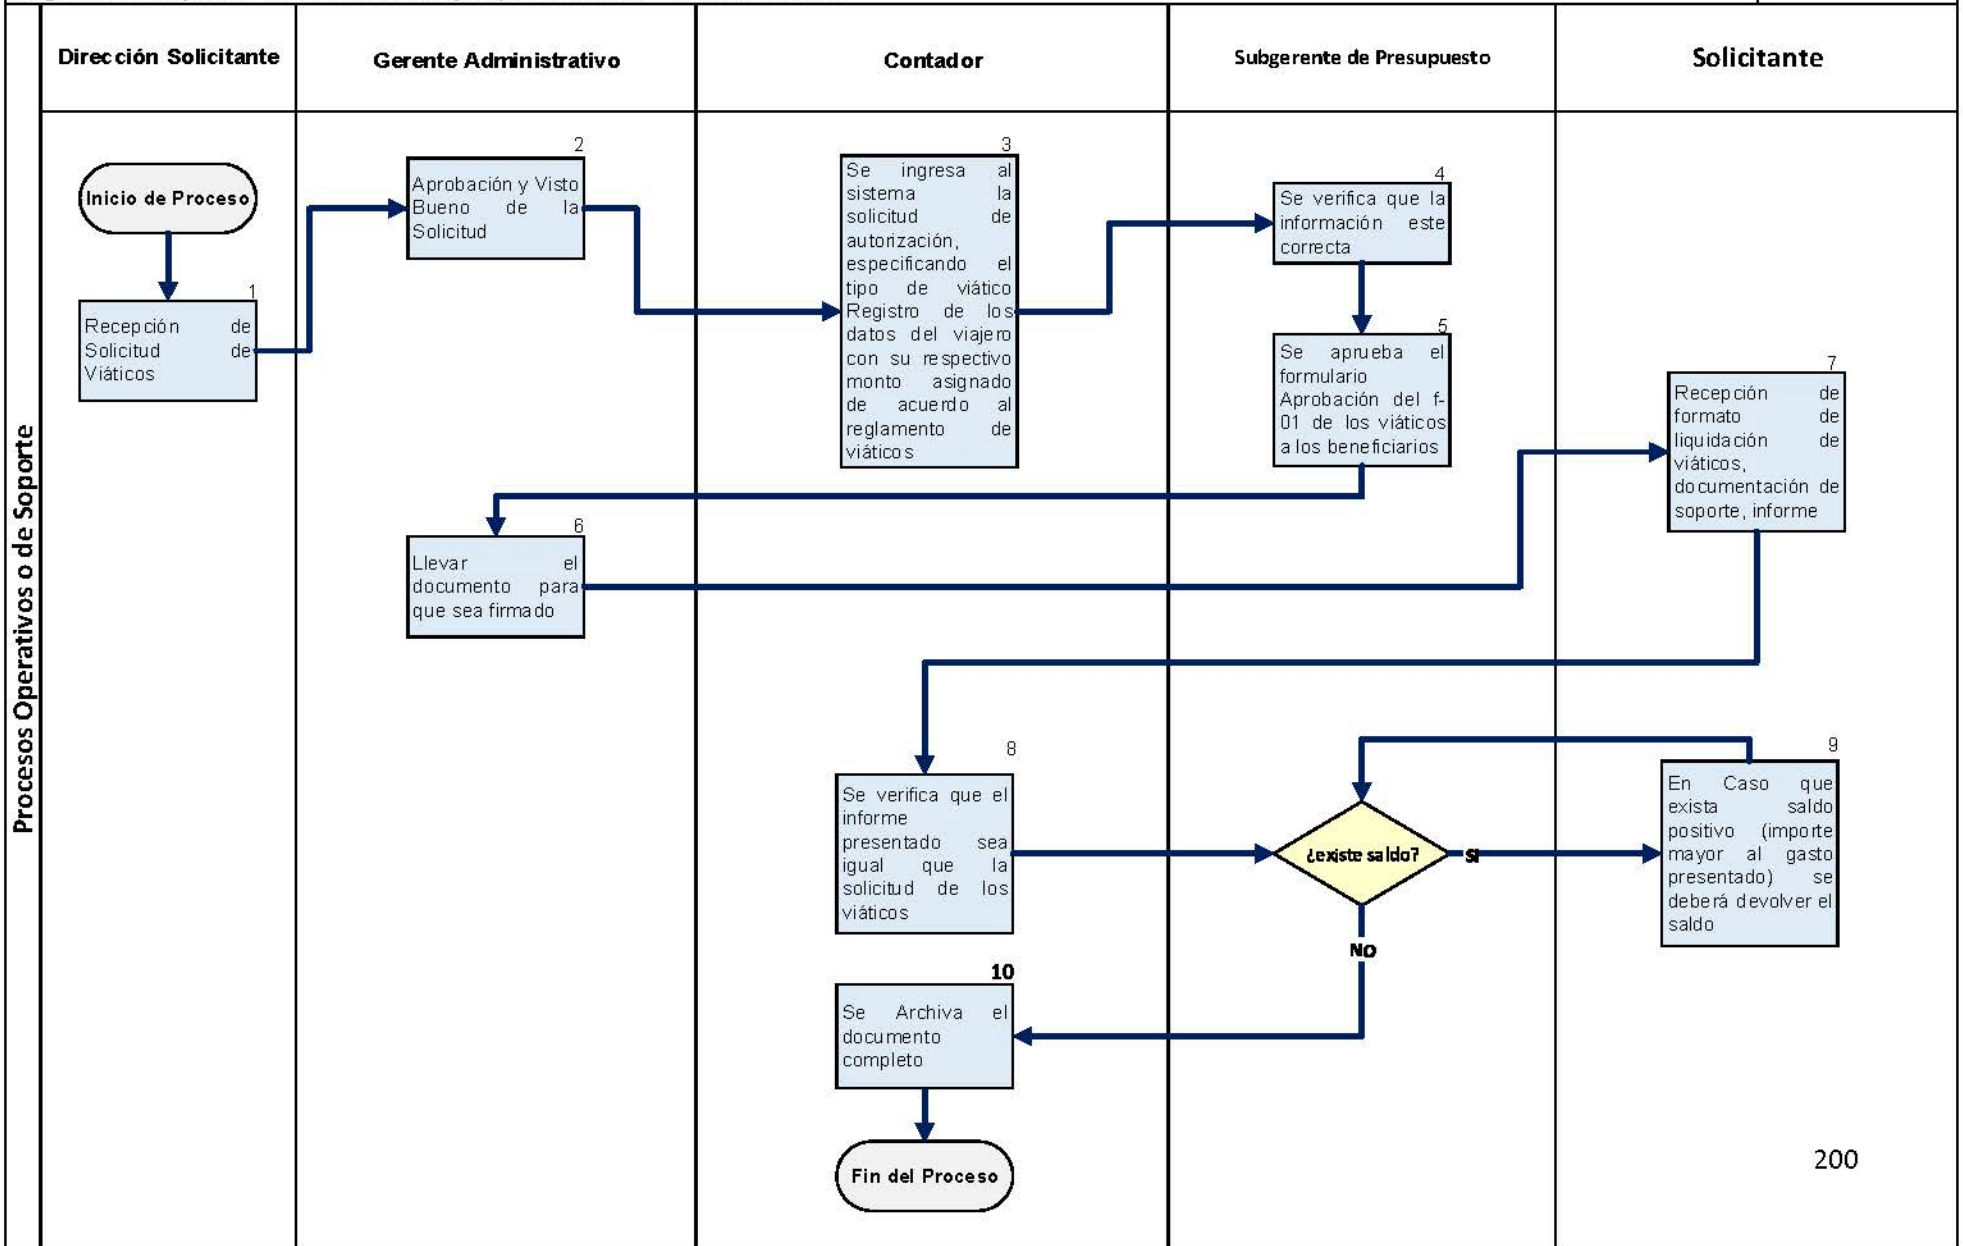 Dirección Solicitante
Gerente Administrativo
Contador
Subgerente de Presupuesto
Solicitante
Procesos Operativos o de Soporte
Inicio de Proceso
1
Recepción de
Solicitud de
Viáticos
2
Aprobación y Visto
Bueno de la
Solicitud
3
Se ingresa al
sistema la
solicitud de
autorización,
especificando el
tipo de viático
Registro de los
datos del viajero
con su respectivo
monto asignado
de acuerdo al
reglamento de
viáticos
4
Se verifica que la
información este
correcta
5
Se aprueba el
formulario
Aprobación del f-
01 de los viáticos
a los beneficiarios
6
Llevar el
documento para
que sea firmado
7
Recepción de
formato de
liquidación de
viáticos,
documentación de
soporte, informe
8
Se verifica que el
informe
presentado sea
igual que la
solicitud de los
viáticos
¿existe saldo?
SI
NO
9
En Caso que
exista saldo
positivo (importe
mayor al gasto
presentado) se
deberá devolver el
saldo
10
Se Archiva el
documento
completo
Fin del Proceso
200